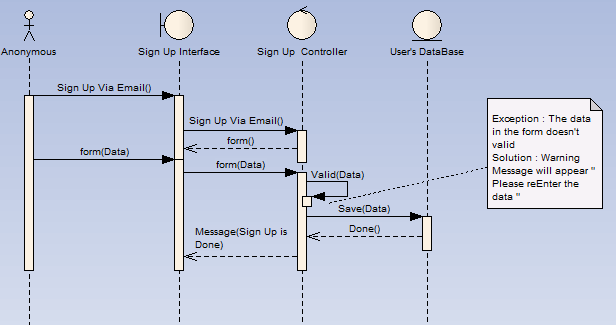 Anonymous
Sign Up Interface
Sign Up Controller
User's DataBase
Sign Up Via Email()
Sign Up Via Email()
form()
form(Data)
form(Data)
Valid(Data)
Save(Data)
Done()
Message(Sign Up is
Done)
Exception : The data
in the form doesn't
valid
Solution : Warning
Message will appear "
Please reEnter the
data "